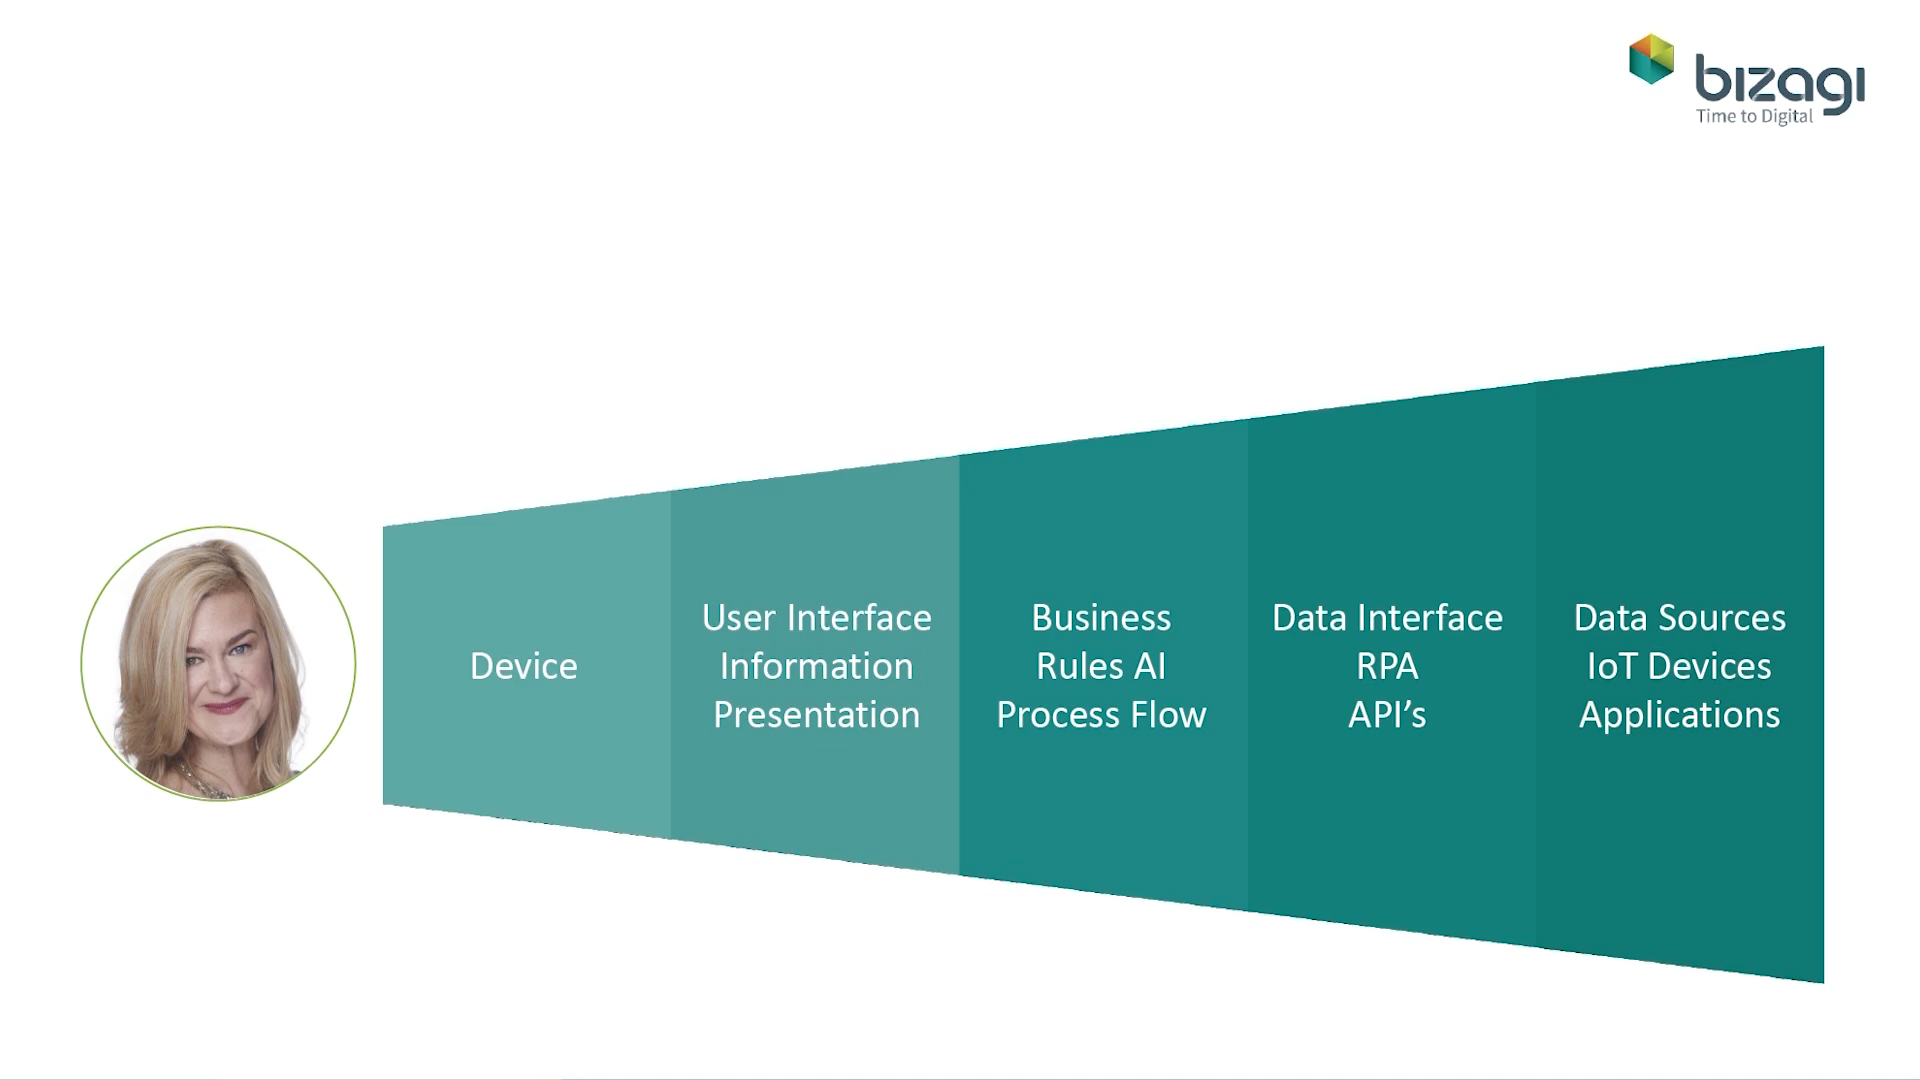 bizagi
Time to Digital
Device
User Interface
Information
Presentation
Business
Rules AI
Process Flow
Data Interface
RPA
API’s
Data Sources
IoT Devices
Applications